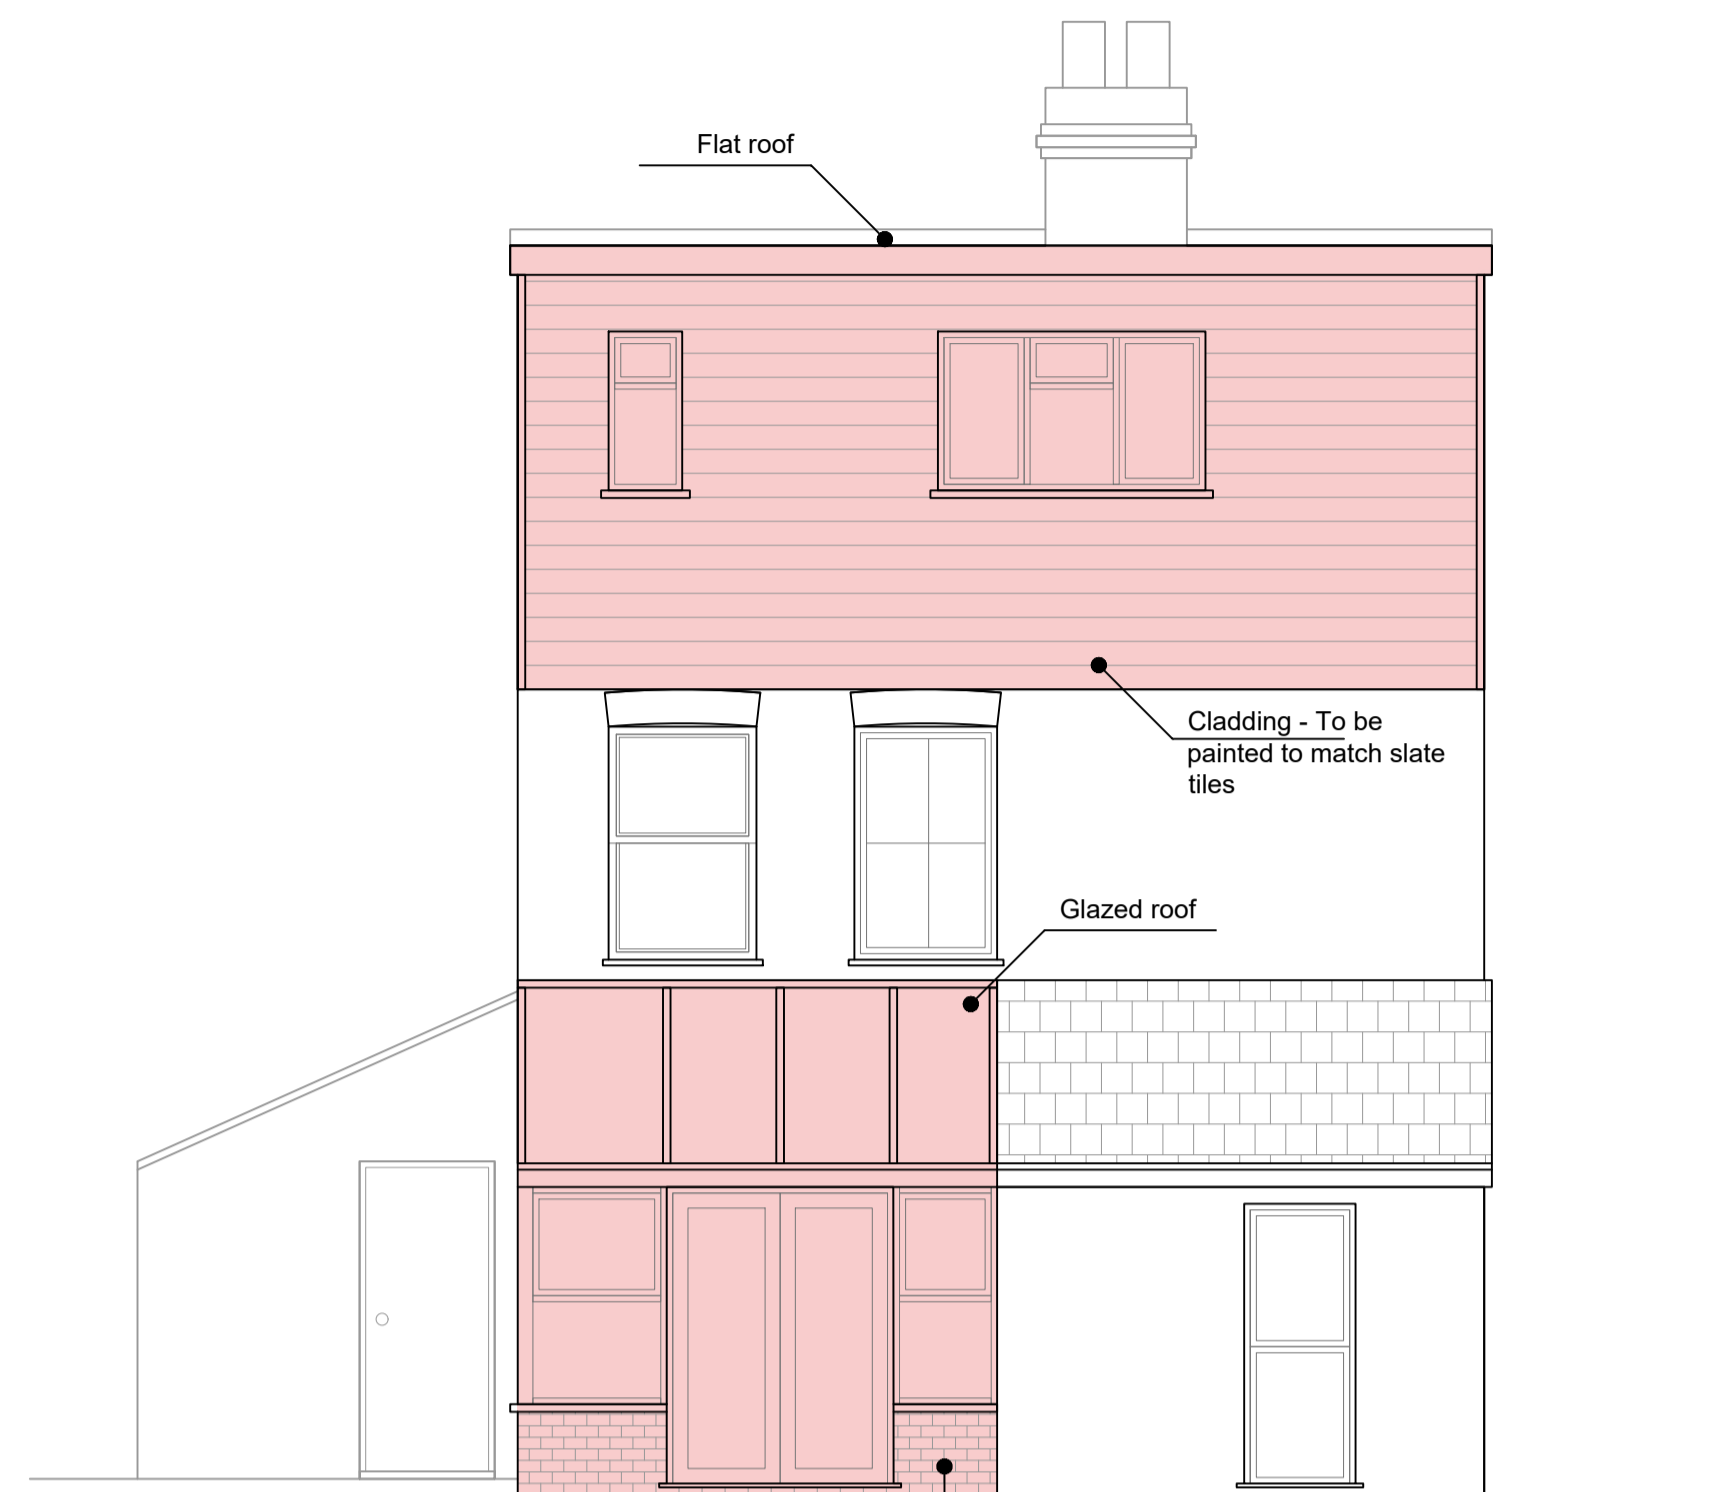 Flat roof
Cladding - To be
painted to match slate
tiles
Glazed roof